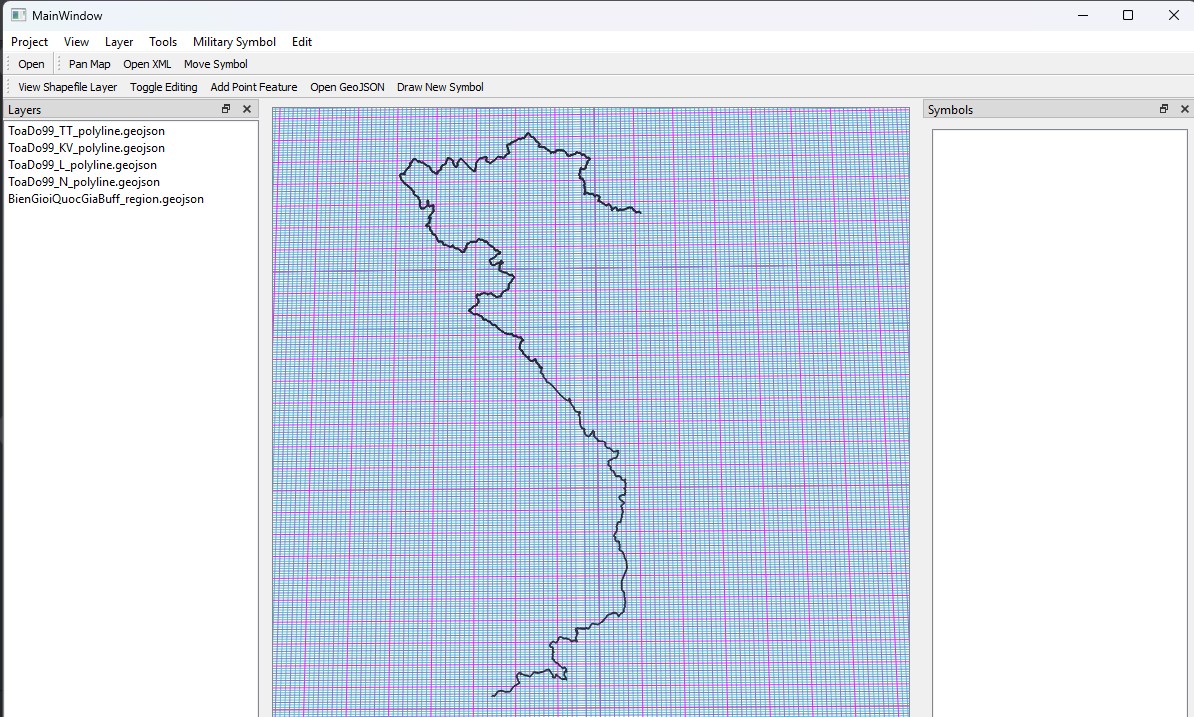 MainWindow
Project View Layer Tools Military Symbol Edit
Open Pan Map Open XML Move Symbol
View Shapefile Layer Toggle Editing Add Point Feature Open GeoJSON Draw New Symbol
Layers
ToaDo99_TT_polyline.geojson
ToaDo99_KV_polyline.geojson
ToaDo99_L_polyline.geojson
ToaDo99_N_polyline.geojson
BienGioiQuocGiaBuff_region.geojson
Symbols